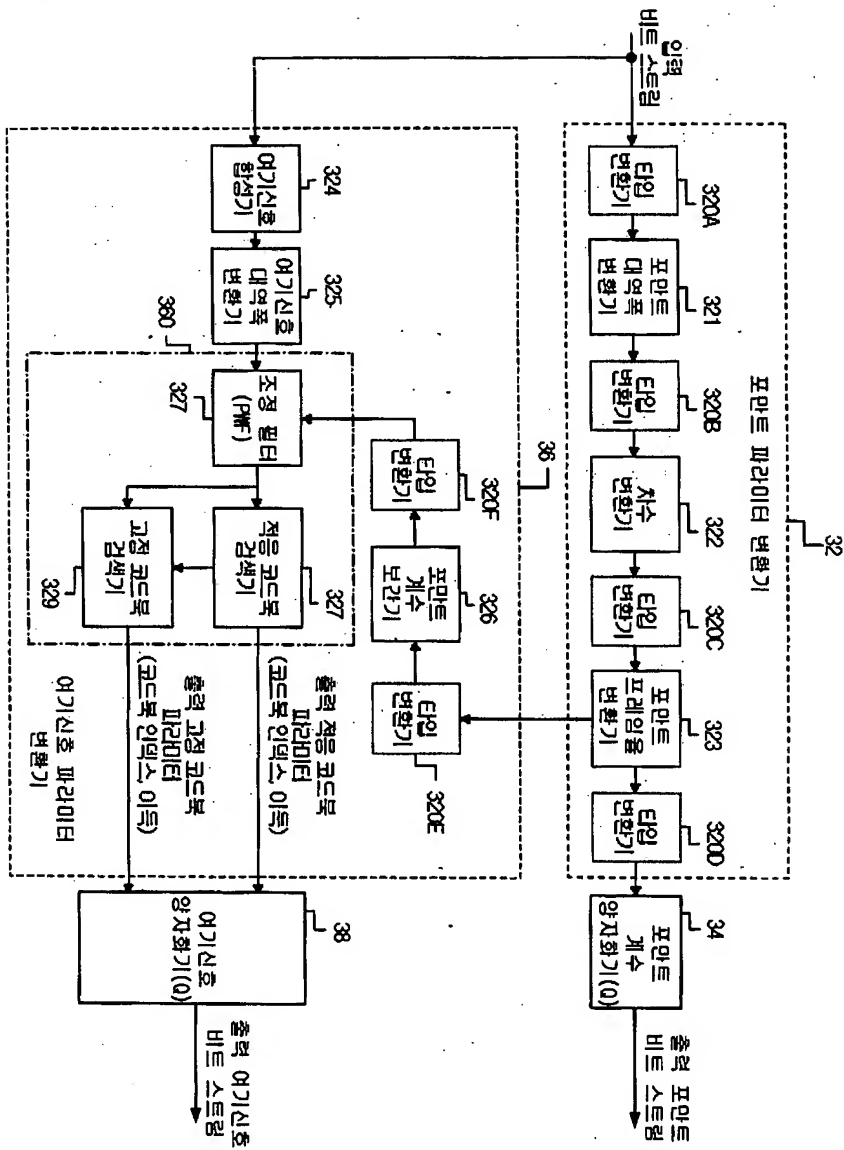 32
포만트 파라미터 변환기
입력
비트 스트림
타입
변환기
320A
포만트
대역폭
변환기
321
타입
변환기
320B
차수
변환기
322
타입
변환기
320C
포만트
프레임율
변환기
323
타입
변환기
320D
34
포만트
계수
양자화기(Q)
출력 포만트
비트 스트림
36
324
여기신호
합성기
325
여기신호
대역폭
변환기
360
조정 필터
(PWF)
327
타입
변환기
320F
포만트
계수
보간기
326
타입
변환기
320E
적응 코드북
검색기
327
고정 코드북
검색기
329
출력 적응 코드북
파라미터
(코드북 인덱스, 이득)
출력 고정 코드북
파라미터
(코드북 인덱스, 이득)
여기신호 파라미터
변환기
38
여기신호
양자화기(Q)
출력 여기신호
비트 스트림